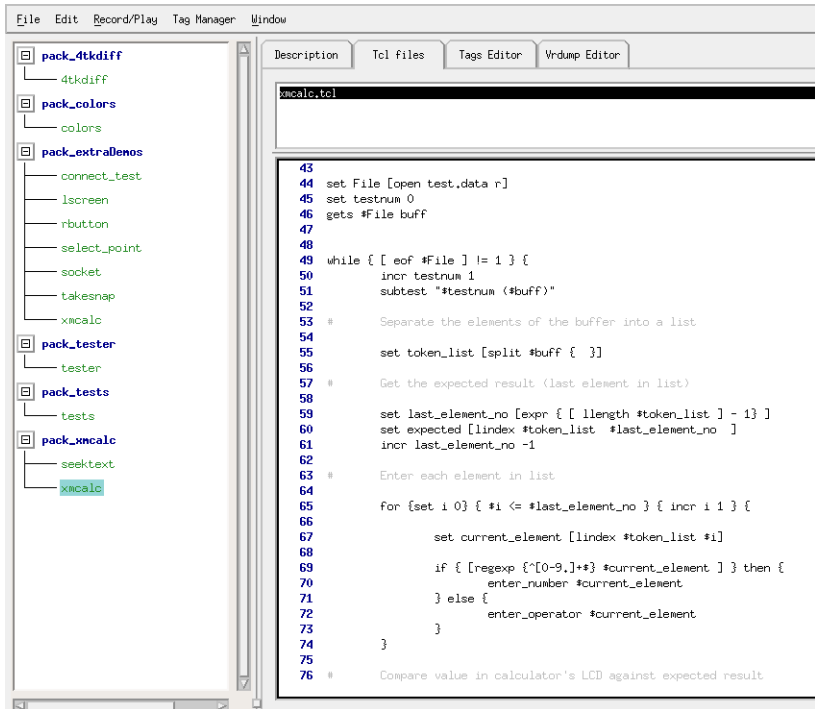 File Edit Record/Play Tag Manager Window
pack_4tkdiff
4tkdiff
pack_colors
colors
pack_extraDemos
connect_test
lscreen
rbutton
select_point
socket
takesnap
xmcalc
pack_tester
tester
pack_tests
tests
pack_xmcalc
seektext
xmcalc
Description Tcl files Tags Editor Vrdump Editor
xmcalc.tcl
43
44 set File [open test.data r]
45 set testnum 0
46 gets $File buff
47
48
49 while { [ eof $File ] != 1 } {
50 incr testnum 1
51 subtest "$testnum ($buff)"
52
53 # Separate the elements of the buffer into a list
54
55 set token_list [split $buff {  }]
56
57 # Get the expected result (last element in list)
58
59 set last_element_no [expr { [ llength $token_list ] - 1} ]
60 set expected [lindex $token_list  $last_element_no  ]
61 incr last_element_no -1
62
63 # Enter each element in list
64
65 for {set i 0} { $i <= $last_element_no } { incr i 1 } {
66
67 set current_element [lindex $token_list $i]
68
69 if { [regexp {^[0-9.]+$} $current_element ] } then {
70 enter_number $current_element
71 } else {
72 enter_operator $current_element
73 }
74 }
75
76 # Compare value in calculator's LCD against expected result